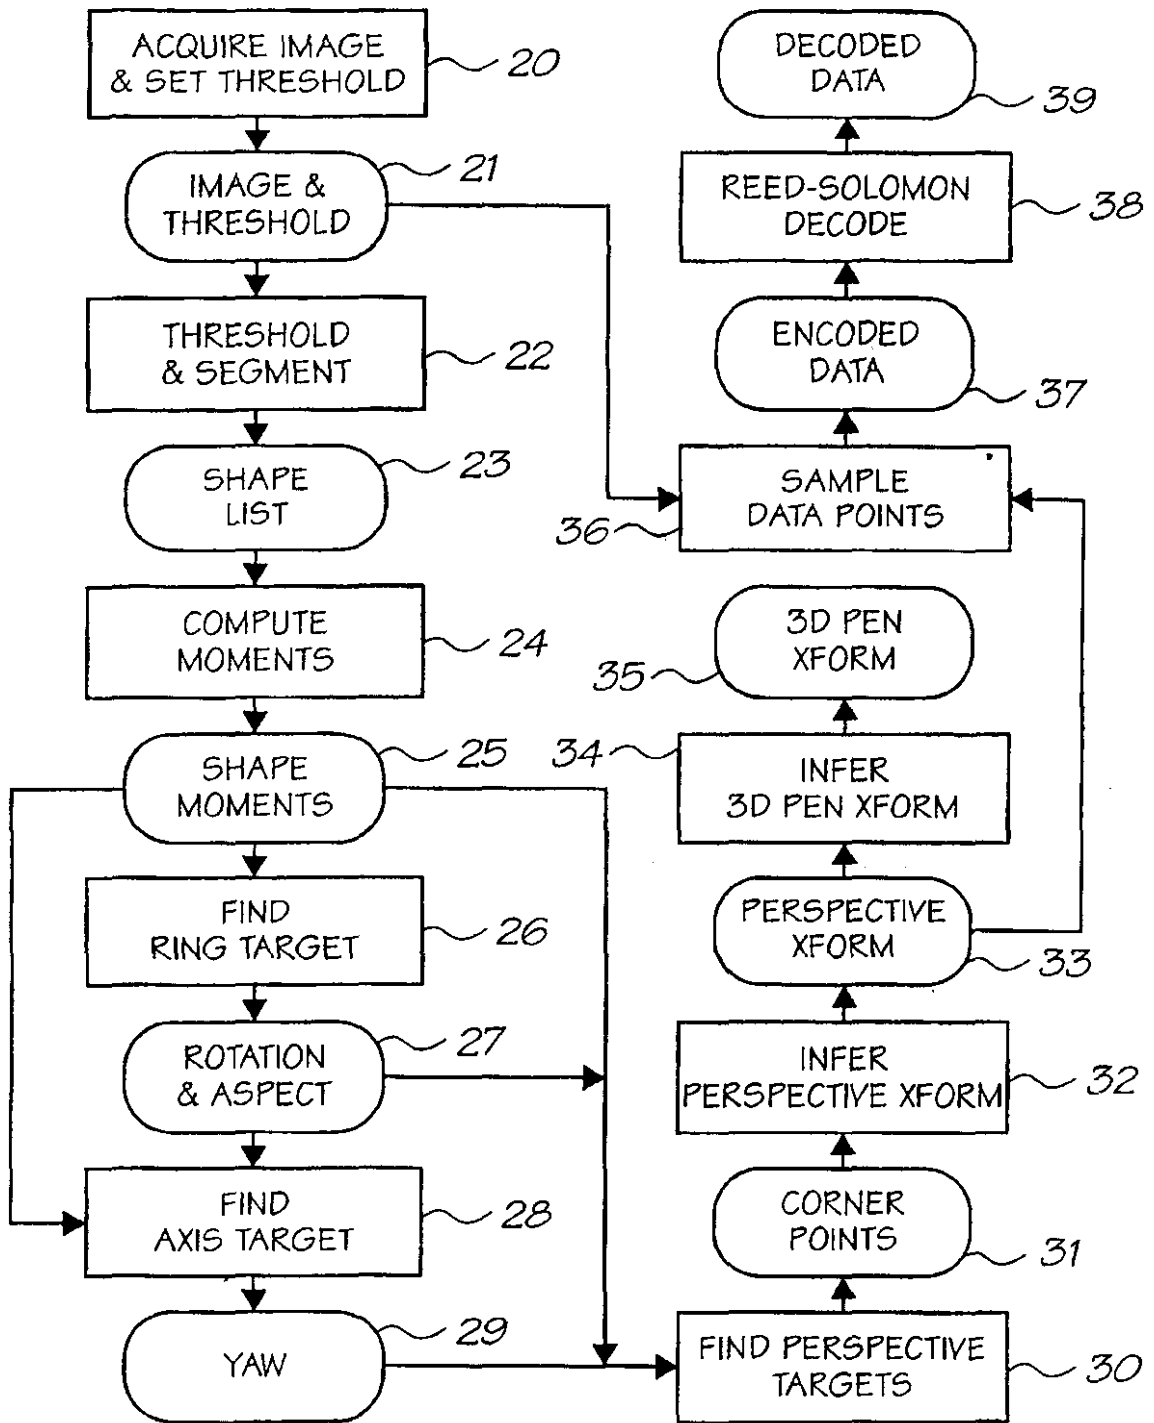 ACQUIRE IMAGE
& SET THRESHOLD
20
IMAGE &
THRESHOLD
21
THRESHOLD
& SEGMENT
22
SHAPE
LIST
23
COMPUTE
MOMENTS
24
SHAPE
MOMENTS
25
FIND
RING TARGET
26
ROTATION
& ASPECT
27
FIND
AXIS TARGET
28
YAW
29
DECODED
DATA
39
REED-SOLOMON
DECODE
38
ENCODED
DATA
37
SAMPLE
DATA POINTS
36
3D PEN
XFORM
35
34
INFER
3D PEN XFORM
PERSPECTIVE
XFORM
33
INFER
PERSPECTIVE XFORM
32
CORNER
POINTS
31
FIND PERSPECTIVE
TARGETS
30